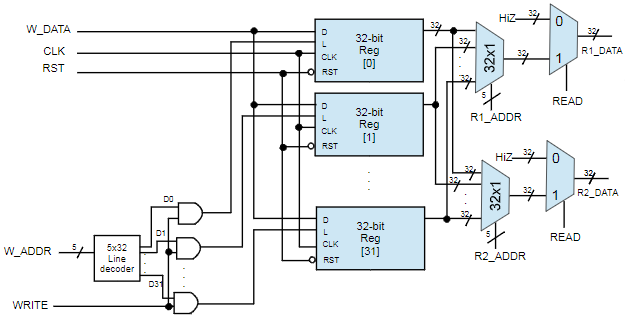 W_DATA
CLK
RST
D
L
CLK
RST
32-bit
Reg
[0]
D
L
CLK
RST
32-bit
Reg
[1]
D
L
CLK
RST
32-bit
Reg
[31]
W_ADDR
5
5x32
Line
decoder
D0
D1
D31
WRITE
32
32
32
32x1
5
R1_ADDR
HiZ
32
32
0
1
READ
32
R1_DATA
32
32
32
32x1
5
R2_ADDR
HiZ
32
32
0
1
READ
32
R2_DATA